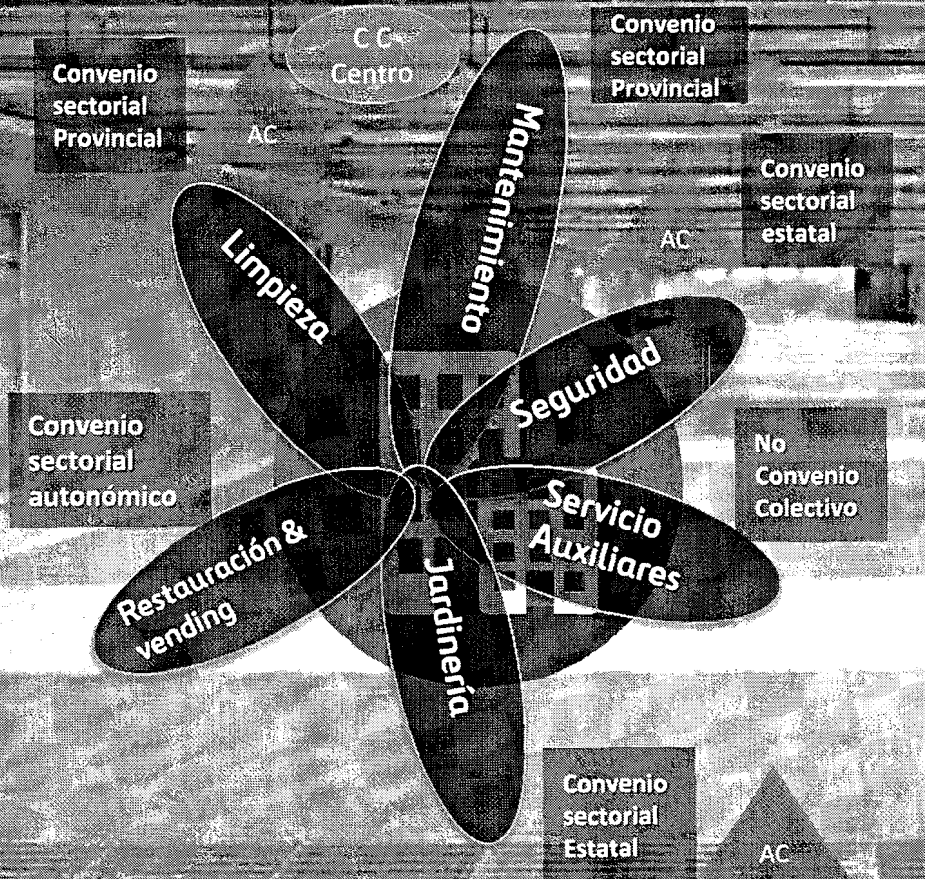 C C
Centro
Convenio
sectorial
Provincial
Convenio
sectorial
Provincial
AC
Mantenimiento
Convenio
sectorial
estatal
AC
Limpieza
Seguridad
Convenio
sectorial
autonómico
No
Convenio
Colectivo
Servicio
Auxiliares
Restauración &
vending
Jardinería
Convenio
sectorial
Estatal
AC